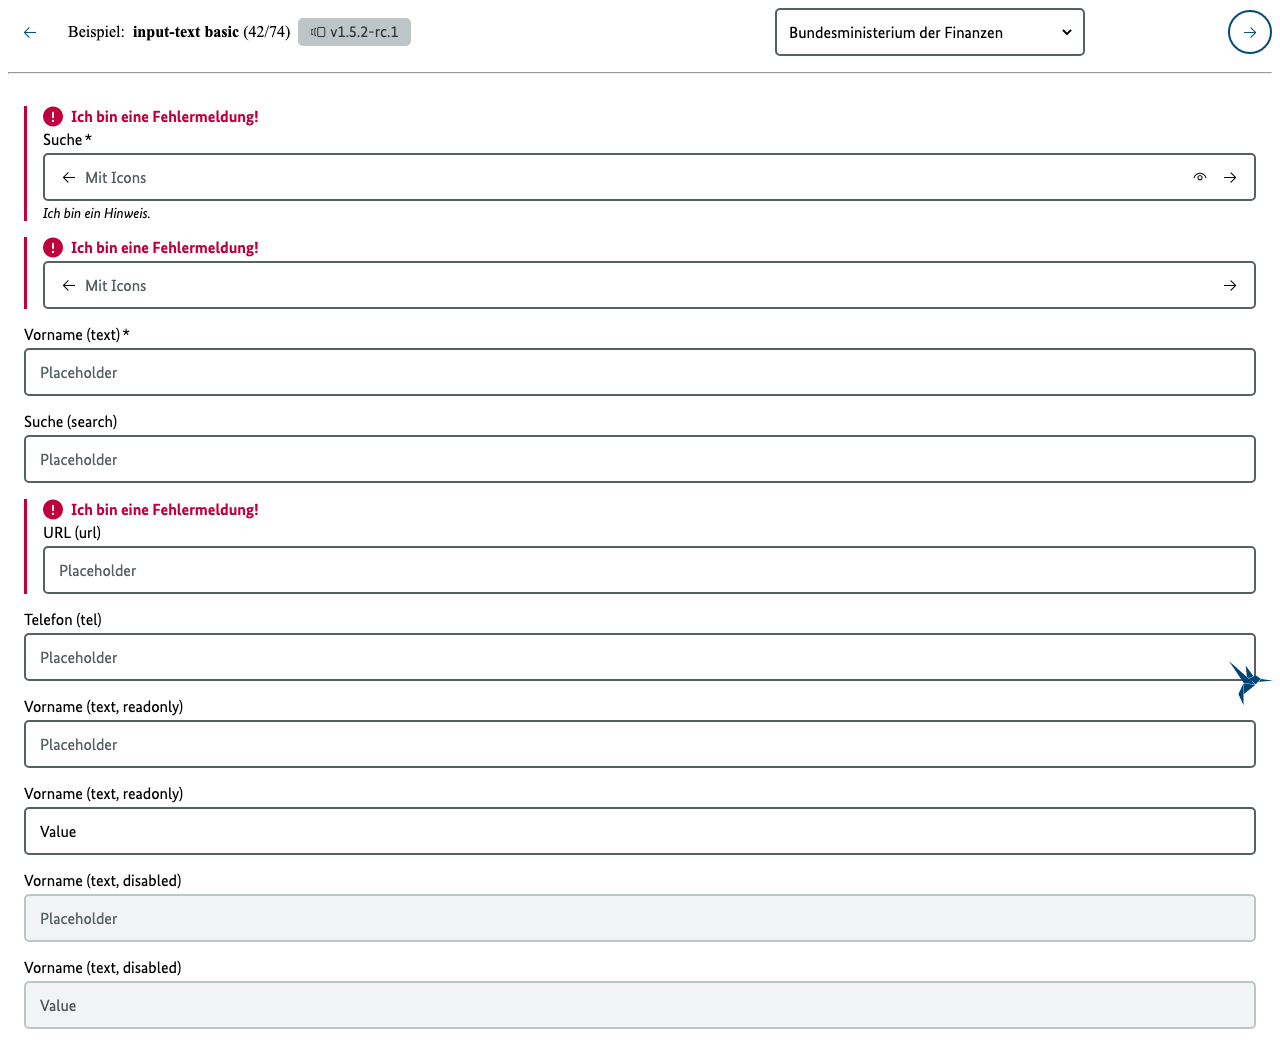 Beispiel: input-text basic (42/74) v1.5.2-rc.1 Bundesministerium der Finanzen
Ich bin eine Fehlermeldung!
Suche*
Mit Icons
Ich bin ein Hinweis.
Ich bin eine Fehlermeldung!
Mit Icons
Vorname (text)*
Placeholder
Suche (search)
Placeholder
Ich bin eine Fehlermeldung!
URL (url)
Placeholder
Telefon (tel)
Placeholder
Vorname (text, readonly)
Placeholder
Vorname (text, readonly)
Value
Vorname (text, disabled)
Placeholder
Vorname (text, disabled)
Value